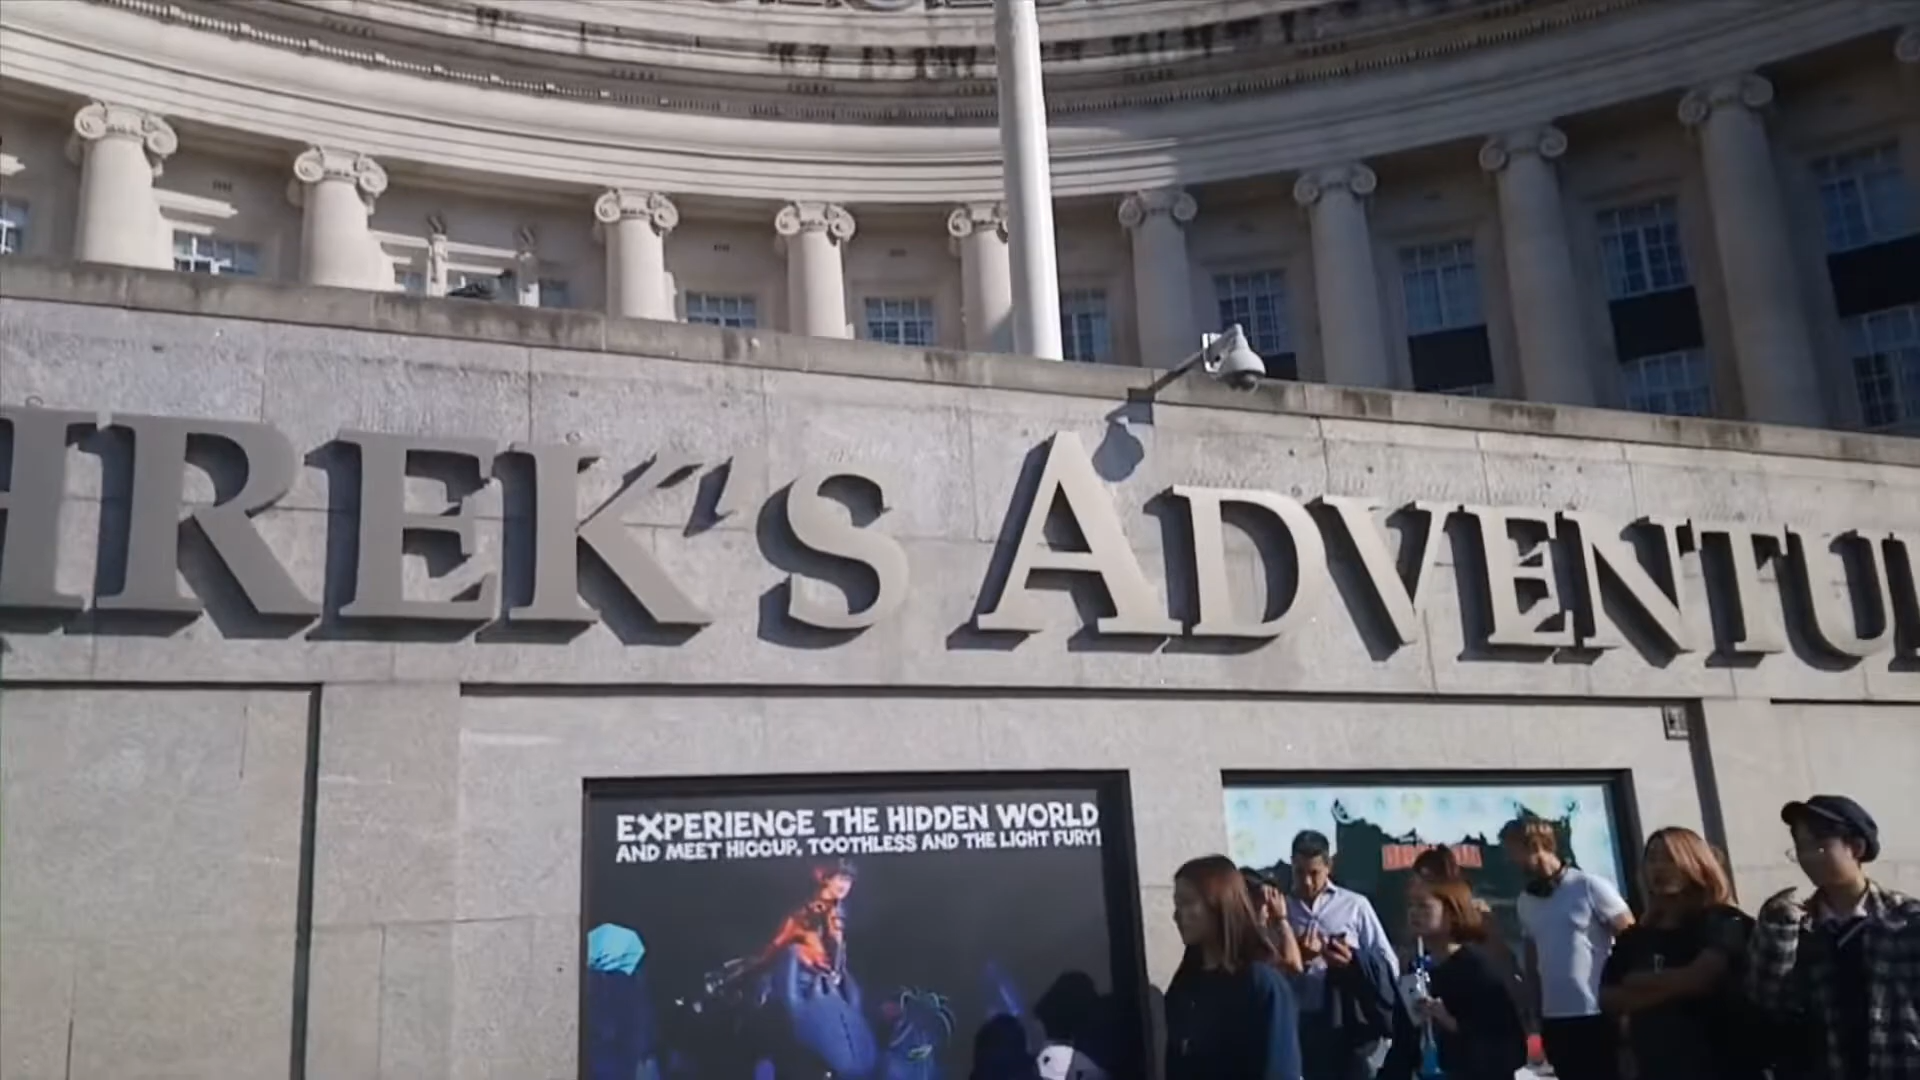 HREK'S ADVENTU
EXPERIENCE THE HIDDEN WORLD
AND MEET HICCUP, TOOTHLESS AND THE LIGHT FURY!